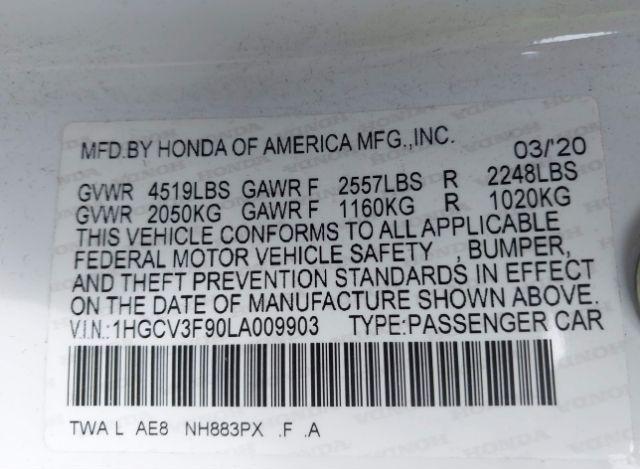 MFD.BY HONDA OF AMERICA MFG.,INC. 03/'20
GVWR 4519LBS GAWR F 2557LBS R 2248LBS
GVWR 2050KG GAWR F 1160KG R 1020KG
THIS VEHICLE CONFORMS TO ALL APPLICABLE
FEDERAL MOTOR VEHICLE SAFETY , BUMPER,
AND THEFT PREVENTION STANDARDS IN EFFECT
ON THE DATE OF MANUFACTURE SHOWN ABOVE.
V.I.N.:1HGCV3F90LA009903 TYPE:PASSENGER CAR
TWA L AE8 NH883PX .F .A